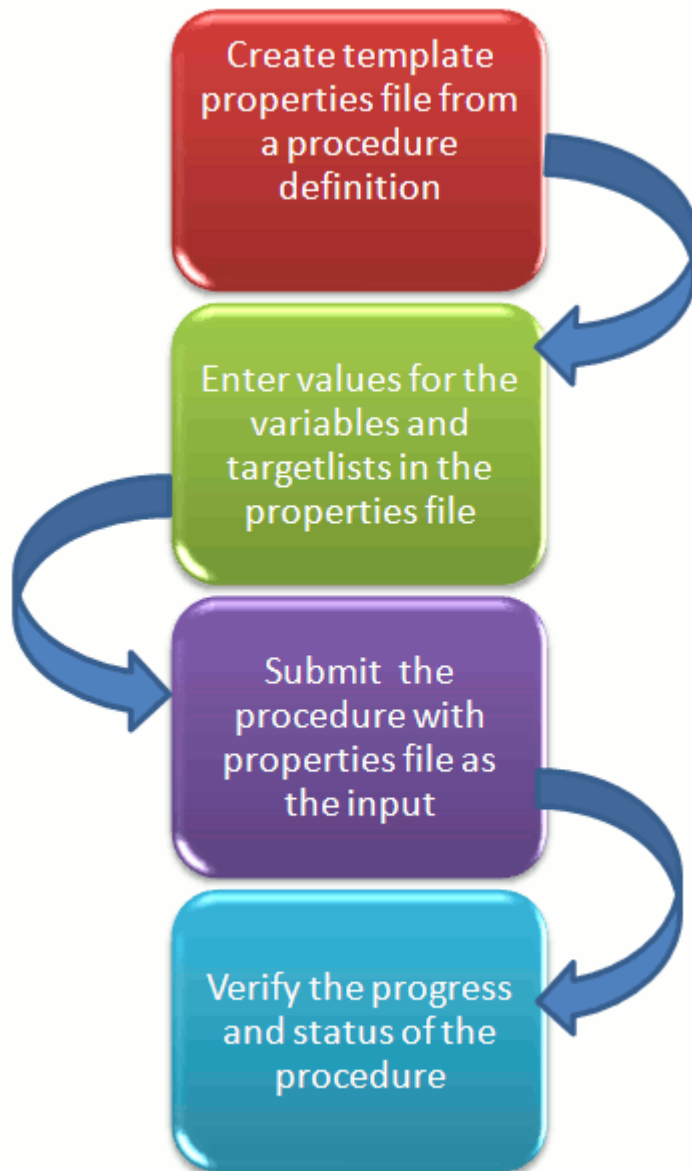 Create template
properties file from
a procedure
definition
Enter values for the
variables and
targetlists in the
properties file
Submit the
procedure with
properties file as
the input
Verify the progress
and status of the
procedure